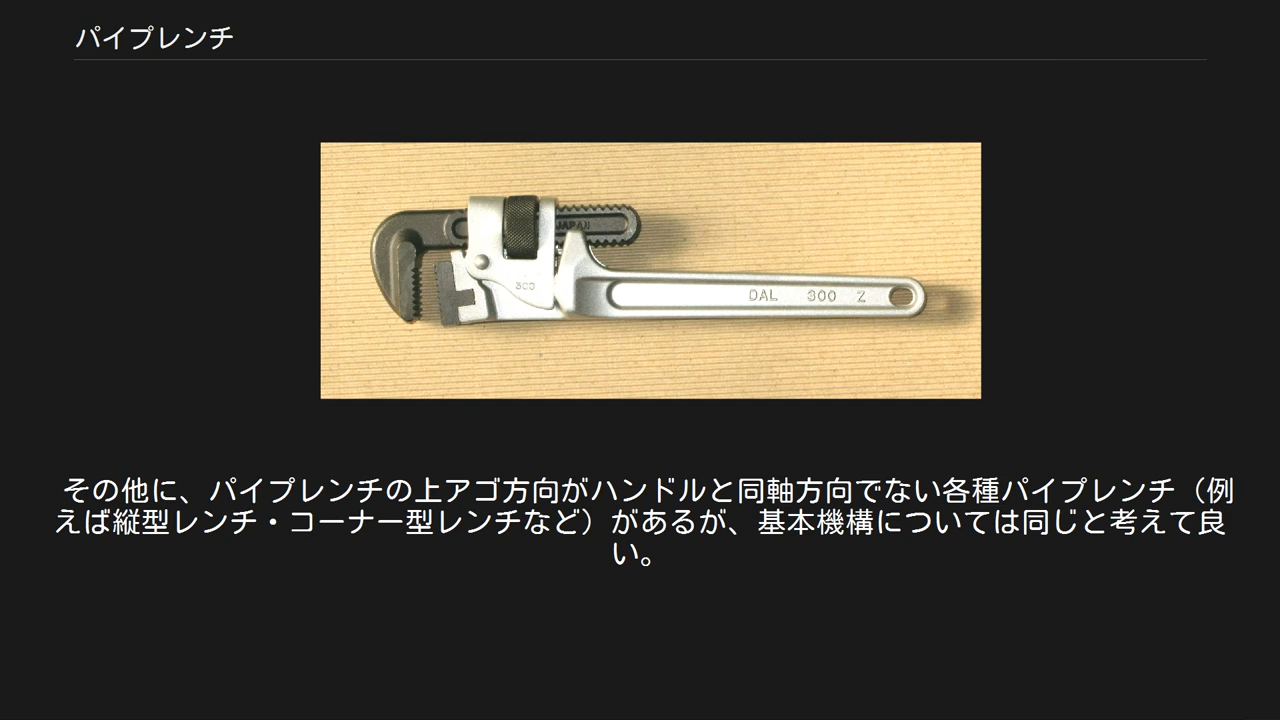 パイプレンチ
JAPAN
300
DAL 300 Z
その他に、パイプレンチの上アゴ方向がハンドルと同軸方向でない各種パイプレンチ（例
えば縦型レンチ・コーナー型レンチなど）があるが、基本機構については同じと考えて良
い。